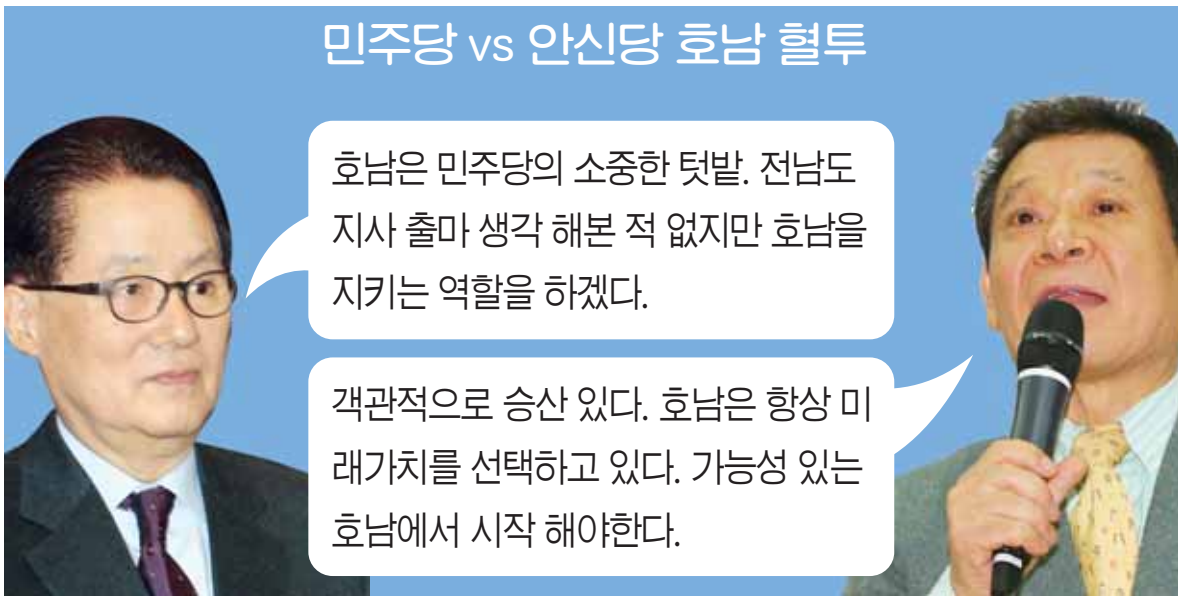 민주당 vs 안신당 호남 혈투
호남은 민주당의 소중한 텃밭. 전남도
지사 출마 생각 해본 적 없지만 호남을
지키는 역할을 하겠다.
객관적으로 승산 있다. 호남은 항상 미
래가치를 선택하고 있다. 가능성 있는
호남에서 시작 해야한다.